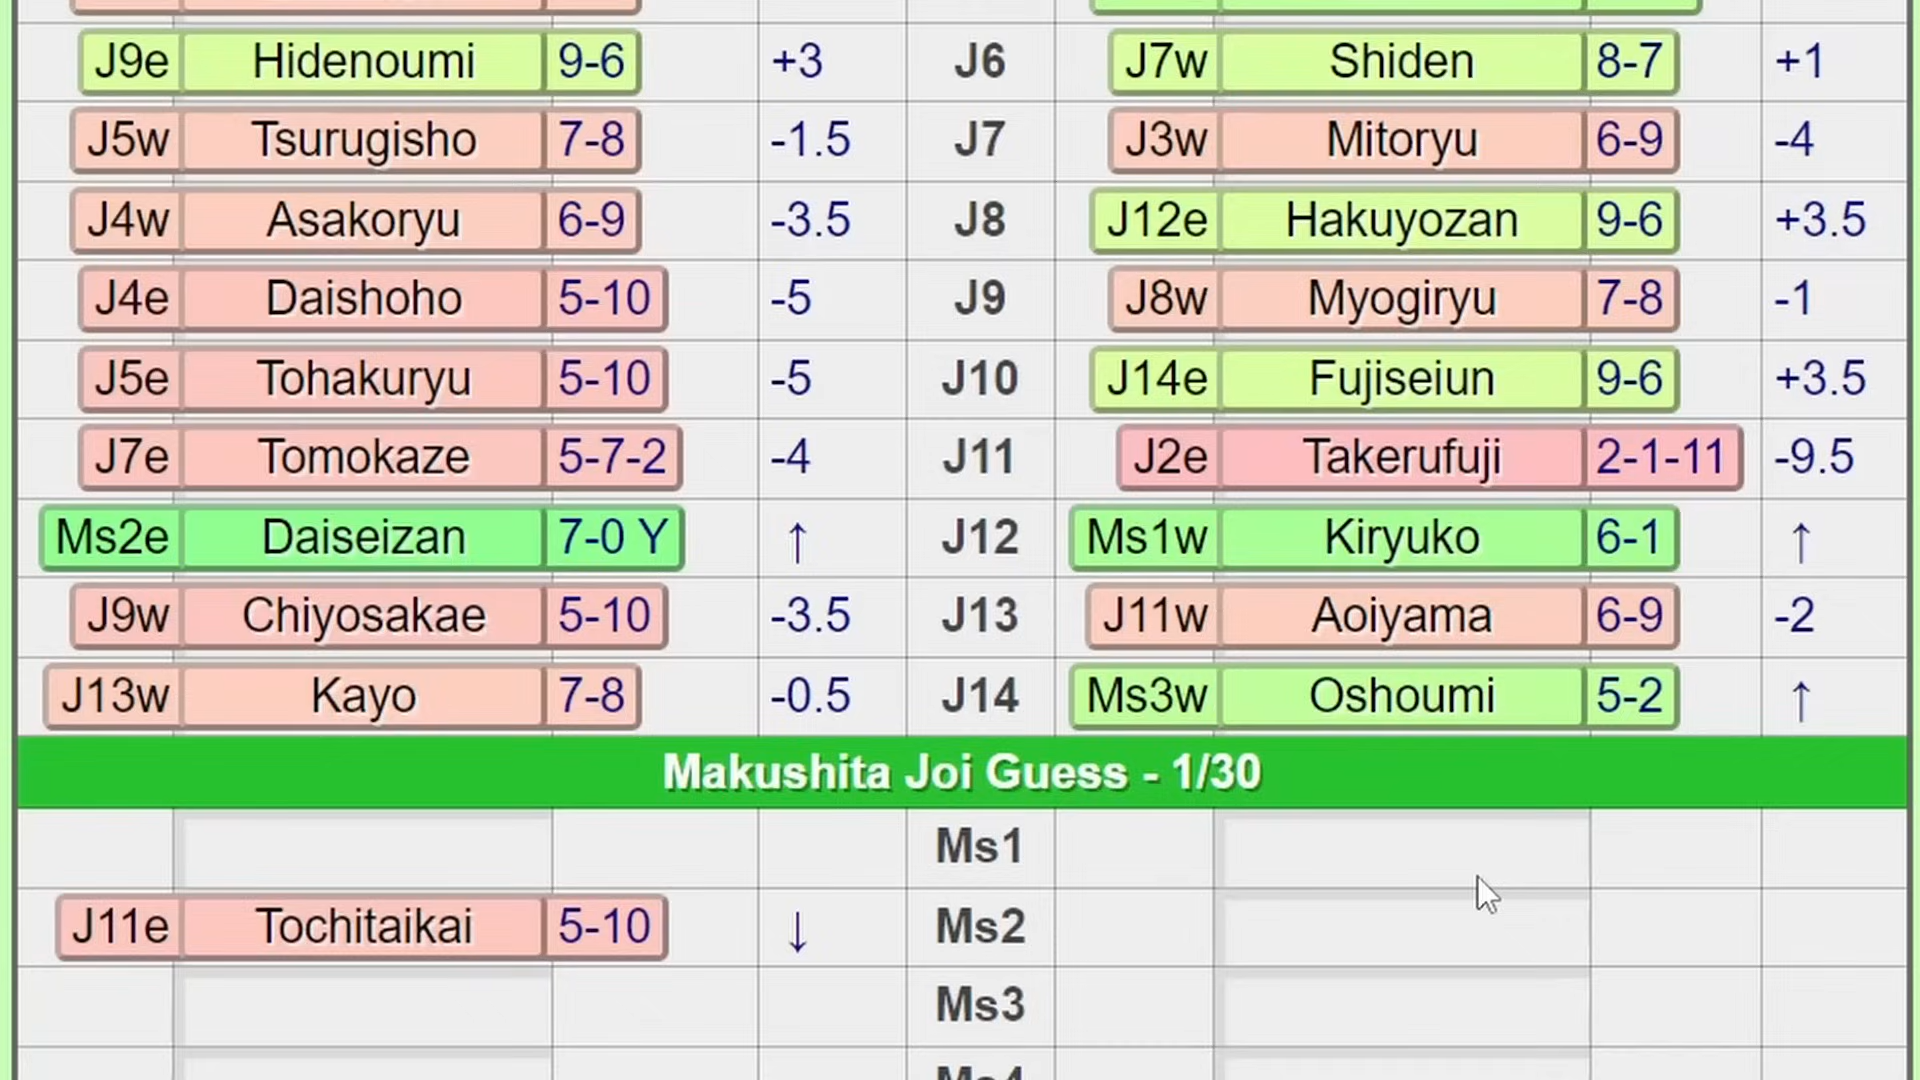 J9e Hidenoumi 9-6 +3 J6 J7w Shiden 8-7 +1
J5w Tsurugisho 7-8 -1.5 J7 J3w Mitoryu 6-9 -4
J4w Asakoryu 6-9 -3.5 J8 J12e Hakuyozan 9-6 +3.5
J4e Daishoho 5-10 -5 J9 J8w Myogiryu 7-8 -1
J5e Tohakuryu 5-10 -5 J10 J14e Fujiseiun 9-6 +3.5
J7e Tomokaze 5-7-2 -4 J11 J2e Takerufuji 2-1-11 -9.5
Ms2e Daiseizan 7-0 Y ↑ J12 Ms1w Kiryuko 6-1 ↑
J9w Chiyosakae 5-10 -3.5 J13 J11w Aoiyama 6-9 -2
J13w Kayo 7-8 -0.5 J14 Ms3w Oshoumi 5-2 ↑
Makushita Joi Guess - 1/30
Ms1
J11e Tochitaikai 5-10 ↓ Ms2
Ms3
Ms4